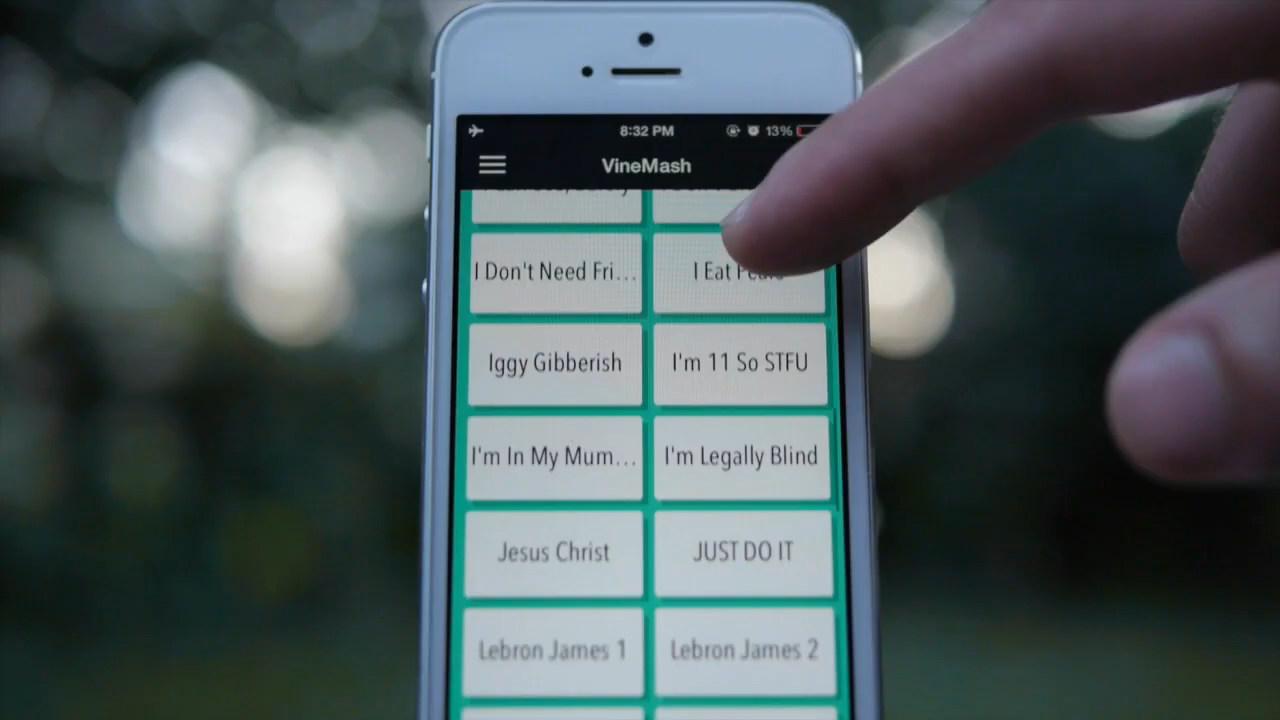 8:32 PM 13%
VineMash
I Don't Need Fri... I Eat
Iggy Gibberish I'm 11 So STFU
I'm In My Mum... I'm Legally Blind
Jesus Christ JUST DO IT
Lebron James 1 Lebron James 2